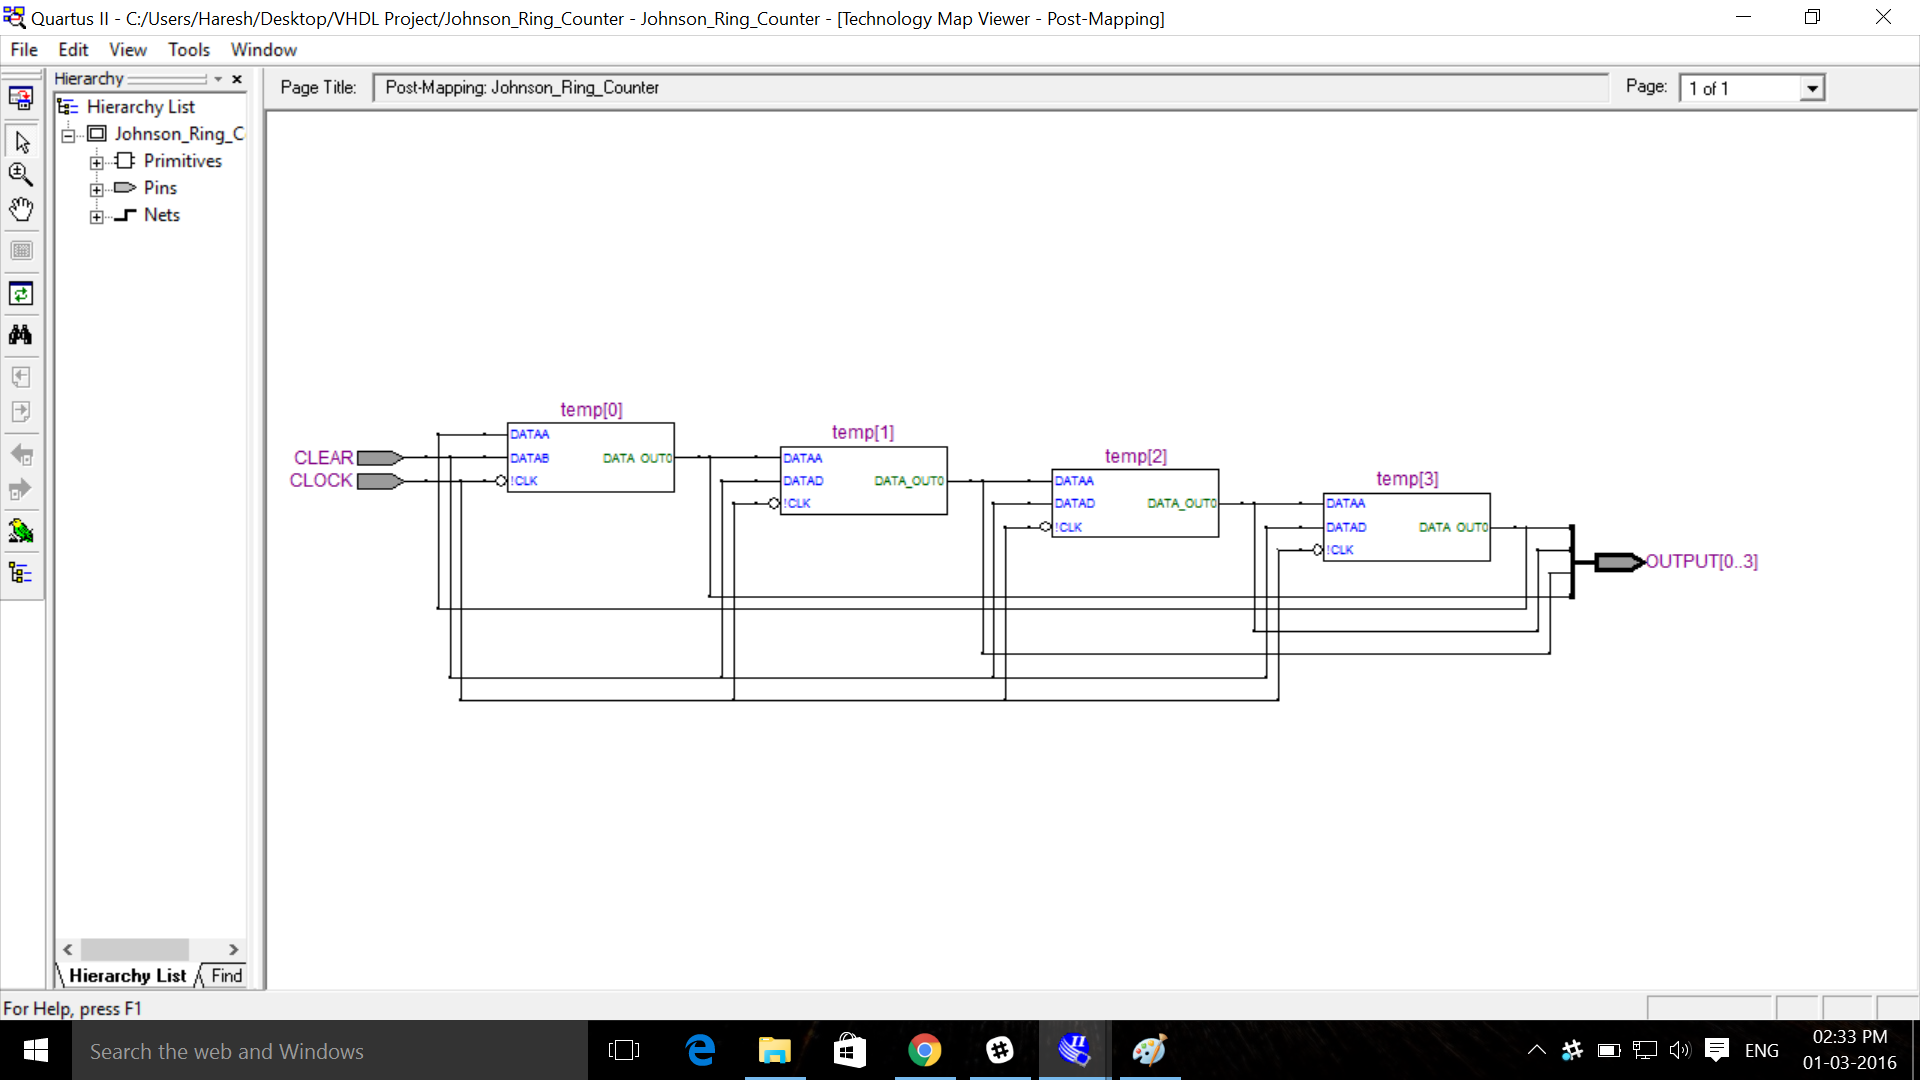 Quartus II - C:/Users/Haresh/Desktop/VHDL Project/Johnson_Ring_Counter - Johnson_Ring_Counter - [Technology Map Viewer - Post-Mapping]
File Edit View Tools Window
Hierarchy
Page Title: Post-Mapping: Johnson_Ring_Counter Page: 1 of 1
Hierarchy List
Johnson_Ring_C
Primitives
Pins
Nets
temp[0]
DATAA
CLEAR DATAB DATA_OUT0
CLOCK !CLK
temp[1]
DATAA
DATAD DATA_OUT0
!CLK
temp[2]
DATAA
DATAD DATA_OUT0
!CLK
temp[3]
DATAA
DATAD DATA_OUT0
!CLK
OUTPUT[0..3]
Hierarchy List Find
For Help, press F1
Search the web and Windows
ENG
02:33 PM
01-03-2016